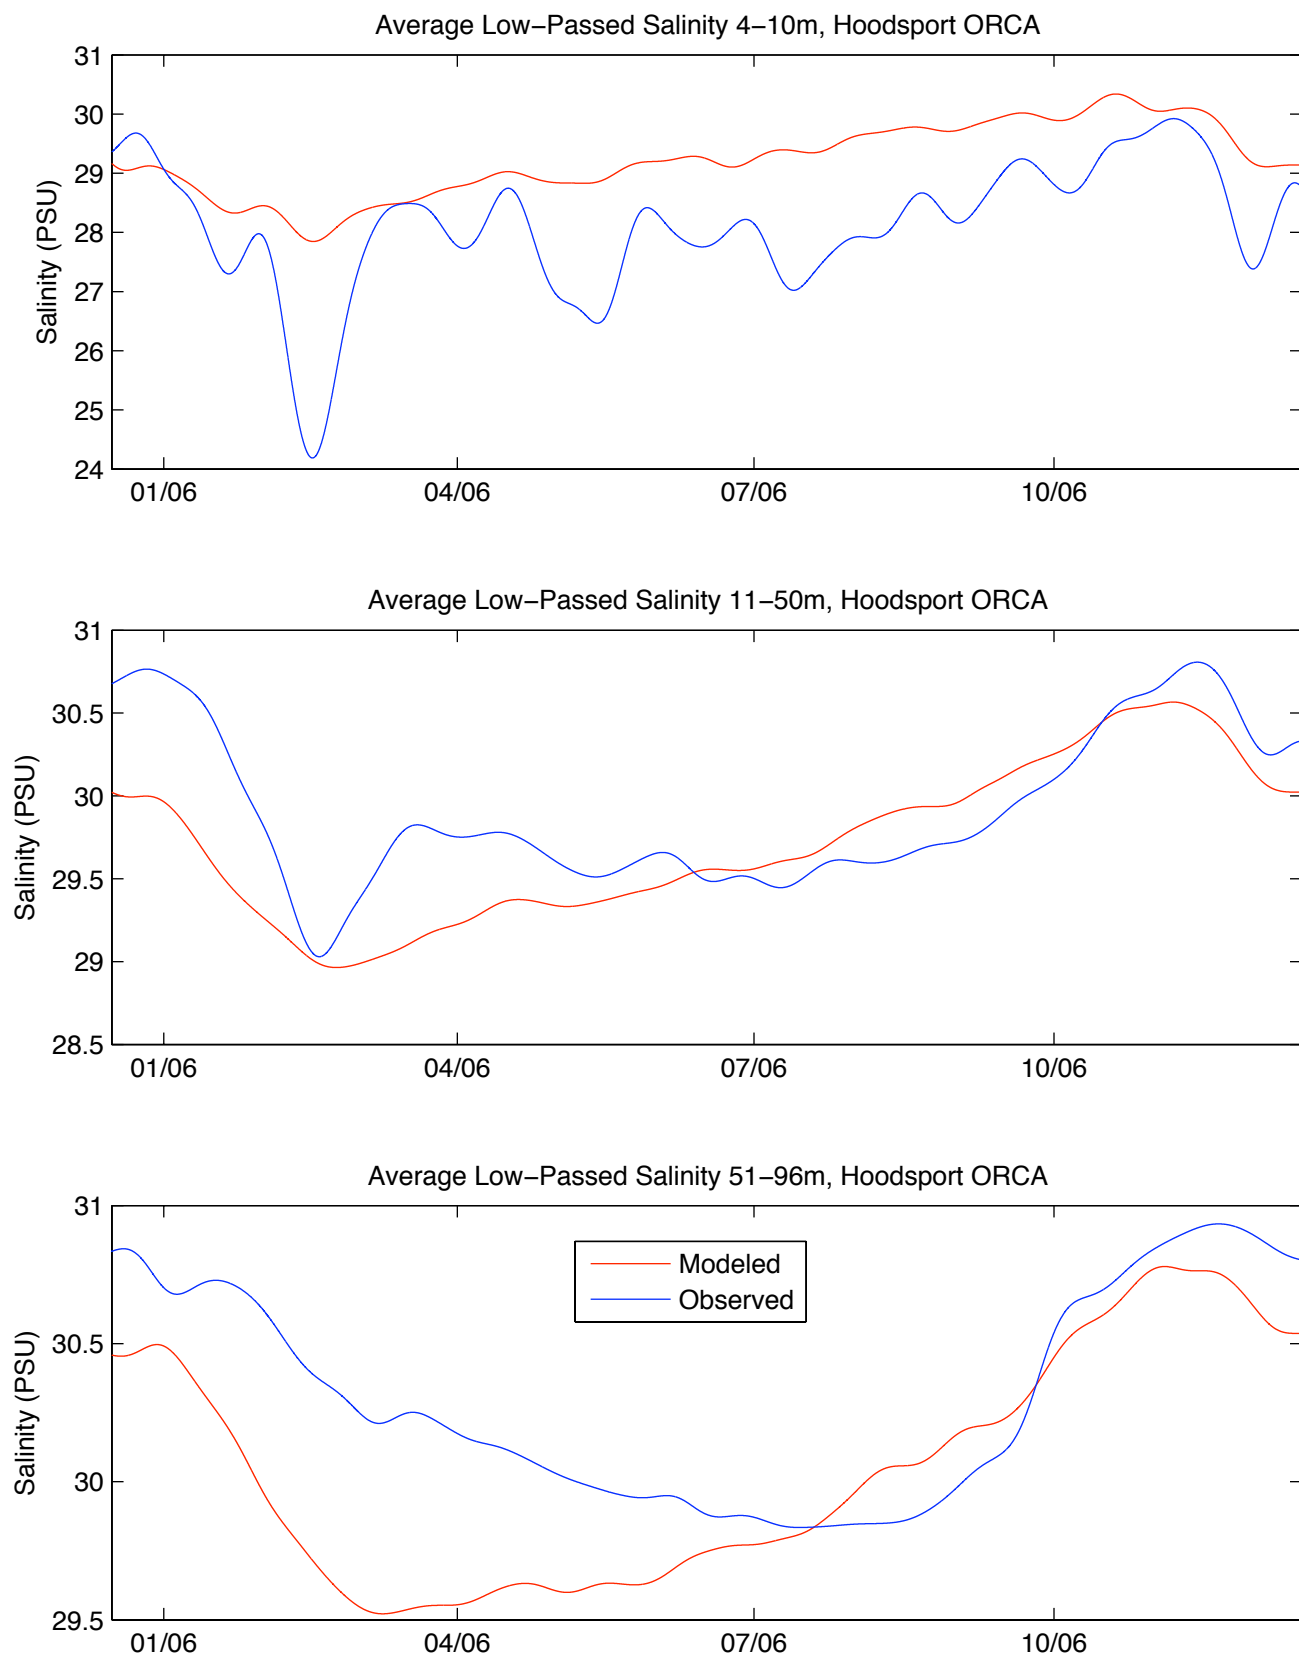 Average Low−Passed Salinity 4−10m, Hoodsport ORCA
31
30
29
28
27
26
25
24
Salinity (PSU)
01/06 04/06 07/06 10/06
Average Low−Passed Salinity 11−50m, Hoodsport ORCA
31
30.5
30
29.5
29
28.5
Salinity (PSU)
01/06 04/06 07/06 10/06
Average Low−Passed Salinity 51−96m, Hoodsport ORCA
31
30.5
30
29.5
Salinity (PSU)
Modeled
Observed
01/06 04/06 07/06 10/06